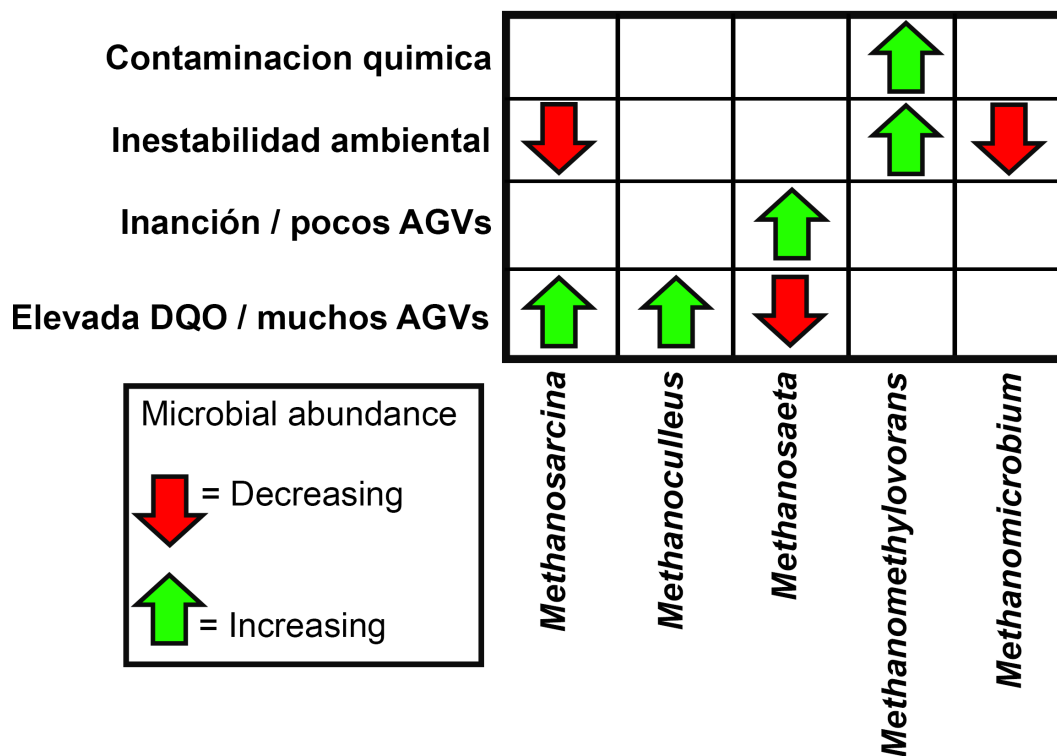 Contaminacion quimica
Inestabilidad ambiental
Inanción / pocos AGVs
Elevada DQO / muchos AGVs
Microbial abundance
= Decreasing
= Increasing
Methanosarcina
Methanoculleus
Methanosaeta
Methanomethylovorans
Methanomicrobium